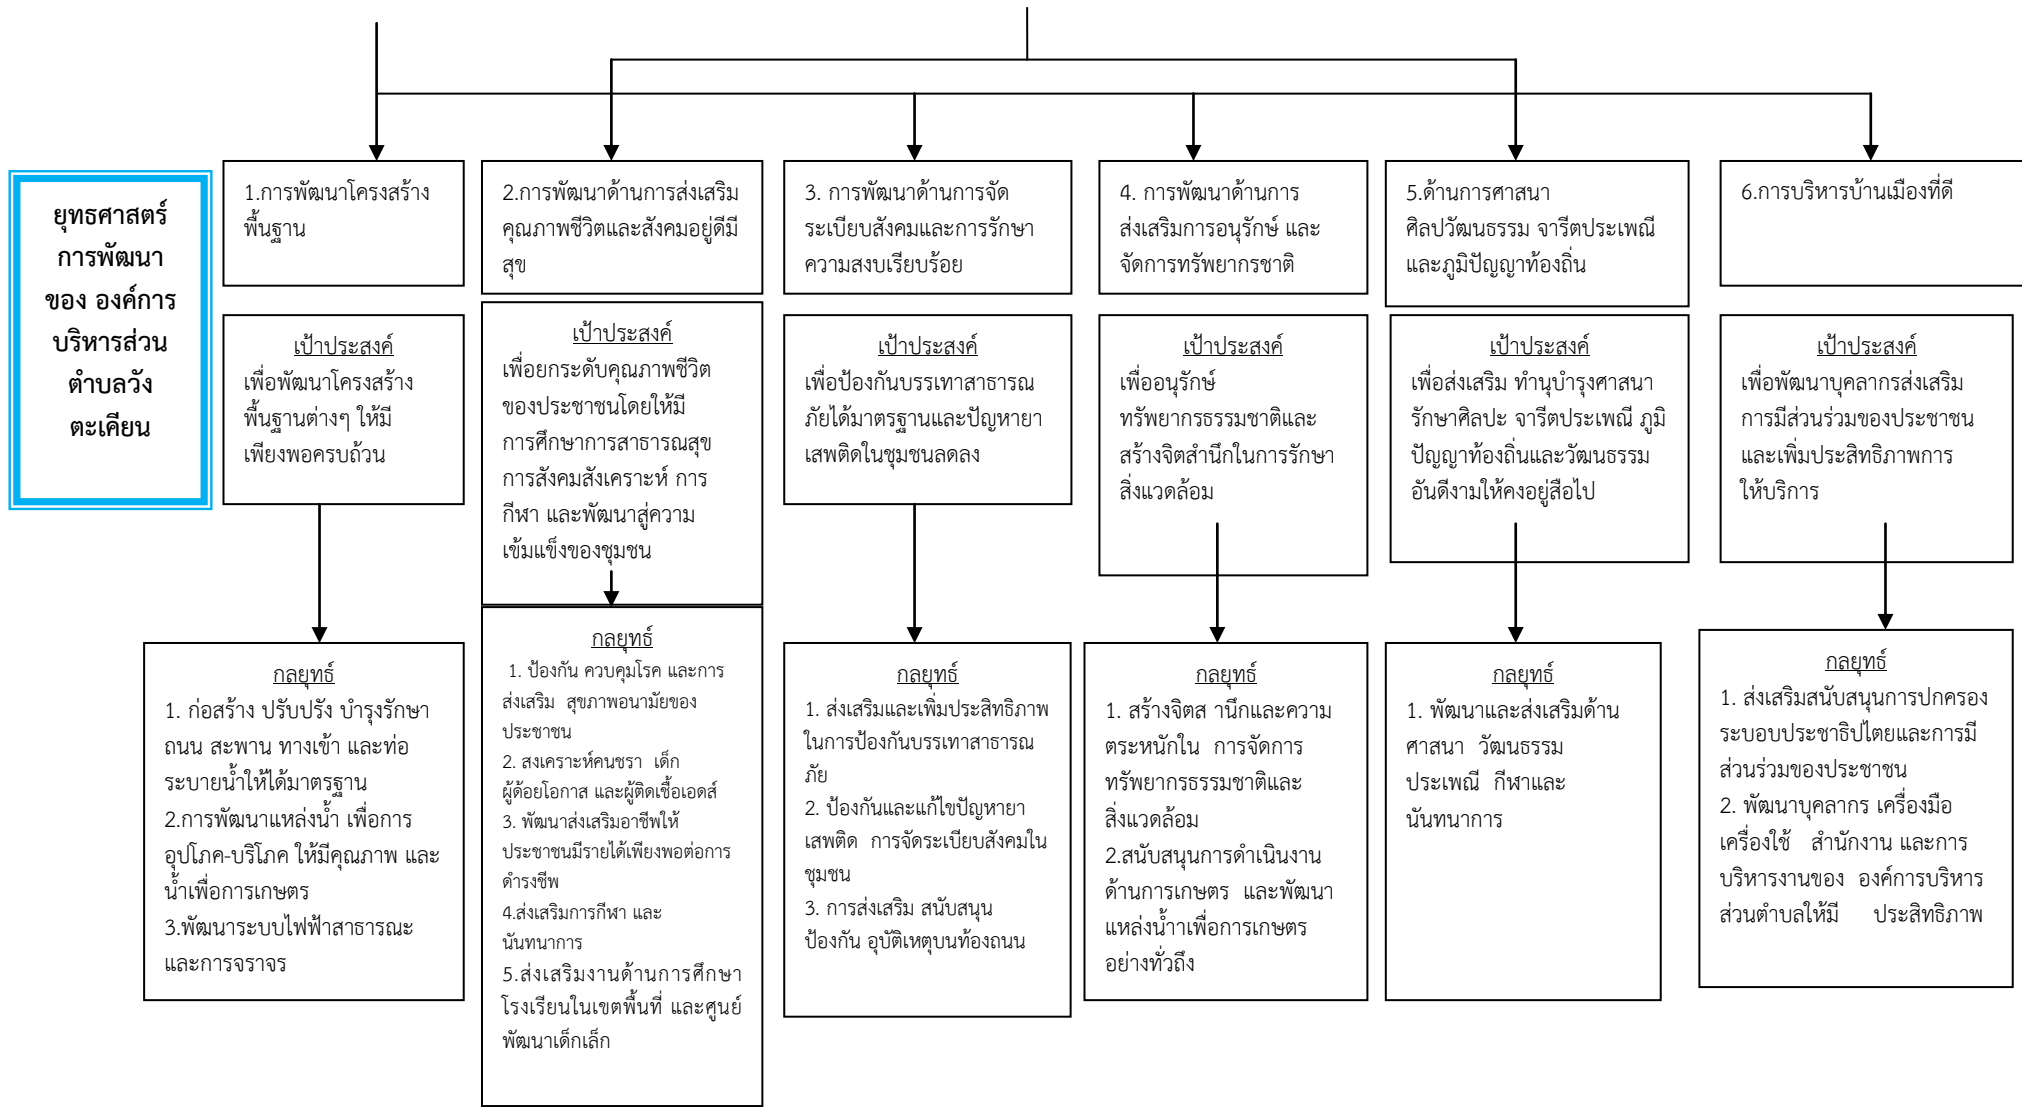 ยุทธศาสตร์
การพัฒนา
ของ องค์การ
บริหารส่วน
ตำบลวัง
ตะเคียน
1.การพัฒนาโครงสร้าง
พื้นฐาน
2.การพัฒนาด้านการส่งเสริม
คุณภาพชีวิตและสังคมอยู่ดีมี
สุข
3. การพัฒนาด้านการจัด
ระเบียบสังคมและการรักษา
ความสงบเรียบร้อย
4. การพัฒนาด้านการ
ส่งเสริมการอนุรักษ์ และ
จัดการทรัพยากรชาติ
5.ด้านการศาสนา
ศิลปวัฒนธรรม จารีตประเพณี
และภูมิปัญญาท้องถิ่น
6.การบริหารบ้านเมืองที่ดี
เป้าประสงค์
เพื่อพัฒนาโครงสร้าง
พื้นฐานต่างๆ ให้มี
เพียงพอครบถ้วน
เป้าประสงค์
เพื่อยกระดับคุณภาพชีวิต
ของประชาชนโดยให้มี
การศึกษาการสาธารณสุข
การสังคมสังเคราะห์ การ
กีฬา และพัฒนาสู่ความ
เข้มแข็งของชุมชน
เป้าประสงค์
เพื่อป้องกันบรรเทาสาธารณ
ภัยได้มาตรฐานและปัญหายา
เสพติดในชุมชนลดลง
เป้าประสงค์
เพื่ออนุรักษ์
ทรัพยากรธรรมชาติและ
สร้างจิตสำนึกในการรักษา
สิ่งแวดล้อม
เป้าประสงค์
เพื่อส่งเสริม ทำนุบำรุงศาสนา
รักษาศิลปะ จารีตประเพณี ภูมิ
ปัญญาท้องถิ่นและวัฒนธรรม
อันดีงามให้คงอยู่สือไป
เป้าประสงค์
เพื่อพัฒนาบุคลากรส่งเสริม
การมีส่วนร่วมของประชาชน
และเพิ่มประสิทธิภาพการ
ให้บริการ
กลยุทธ์
1. ก่อสร้าง ปรับปรัง บำรุงรักษา
ถนน สะพาน ทางเข้า และท่อ
ระบายน้ำให้ได้มาตรฐาน
2.การพัฒนาแหล่งน้ำ เพื่อการ
อุปโภค-บริโภค ให้มีคุณภาพ และ
น้ำเพื่อการเกษตร
3.พัฒนาระบบไฟฟ้าสาธารณะ
และการจราจร
กลยุทธ์
1. ป้องกัน ควบคุมโรค และการ
ส่งเสริม สุขภาพอนามัยของ
ประชาชน
2. สงเคราะห์คนชรา เด็ก
ผู้ด้อยโอกาส และผู้ติดเชื้อเอดส์
3. พัฒนาส่งเสริมอาชีพให้
ประชาชนมีรายได้เพียงพอต่อการ
ดำรงชีพ
4.ส่งเสริมการกีฬา และ
นันทนาการ
5.ส่งเสริมงานด้านการศึกษา
โรงเรียนในเขตพื้นที่ และศูนย์
พัฒนาเด็กเล็ก
กลยุทธ์
1. ส่งเสริมและเพิ่มประสิทธิภาพ
ในการป้องกันบรรเทาสาธารณ
ภัย
2. ป้องกันและแก้ไขปัญหายา
เสพติด การจัดระเบียบสังคมใน
ชุมชน
3. การส่งเสริม สนับสนุน
ป้องกัน อุบัติเหตุบนท้องถนน
กลยุทธ์
1. สร้างจิตส านึกและความ
ตระหนักใน การจัดการ
ทรัพยากรธรรมชาติและ
สิ่งแวดล้อม
2.สนับสนุนการดำเนินงาน
ด้านการเกษตร และพัฒนา
แหล่งน้ำาเพื่อการเกษตร
อย่างทั่วถึง
กลยุทธ์
1. พัฒนาและส่งเสริมด้าน
ศาสนา วัฒนธรรม
ประเพณี กีฬาและ
นันทนาการ
กลยุทธ์
1. ส่งเสริมสนับสนุนการปกครอง
ระบอบประชาธิปไตยและการมี
ส่วนร่วมของประชาชน
2. พัฒนาบุคลากร เครื่องมือ
เครื่องใช้ สำนักงาน และการ
บริหารงานของ องค์การบริหาร
ส่วนตำบลให้มี ประสิทธิภาพ